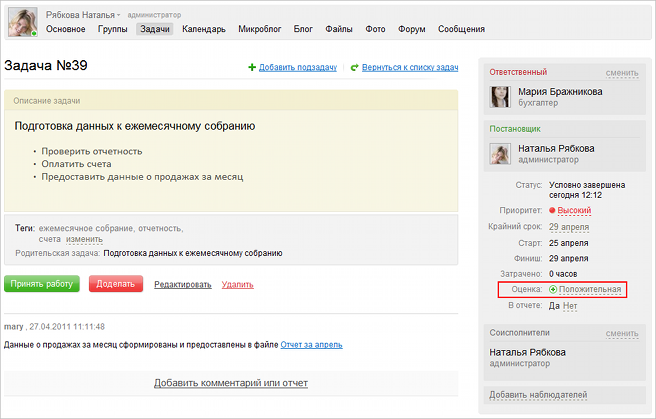 Рябкова Наталья - администратор
Основное Группы Задачи Календарь Микроблог Блог Файлы Фото Форум Сообщения
Задача №39
Добавить подзадачу Вернуться к списку задач
Описание задачи
Подготовка данных к ежемесячному собранию
• Проверить отчетность
• Оплатить счета
• Предоставить данные о продажах за месяц
Теги: ежемесячное собрание, отчетность,
счета изменить
Родительская задача: Подготовка данных к ежемесячному собранию
Принять работу Доделать Редактировать Удалить
mary , 27.04.2011 11:11:48
Данные о продажах за месяц сформированы и предоставлены в файле Отчет за апрель
Добавить комментарий или отчет
Ответственный сменить
Мария Бражникова
бухгалтер
Постановщик
Наталья Рябкова
администратор
Статус: Условно завершена
сегодня 12:12
Приоритет: Высокий
Крайний срок: 29 апреля
Старт: 25 апреля
Финиш: 29 апреля
Затрачено: 0 часов
Оценка: Положительная
В отчете: Да Нет
Соисполнители сменить
Наталья Рябкова
администратор
Добавить наблюдателей